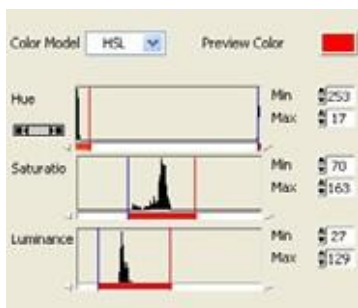 Color Model HSL Preview Color
Hue Min 253
Max 17
Saturatio Min 70
Max 163
Luminance Min 27
Max 129